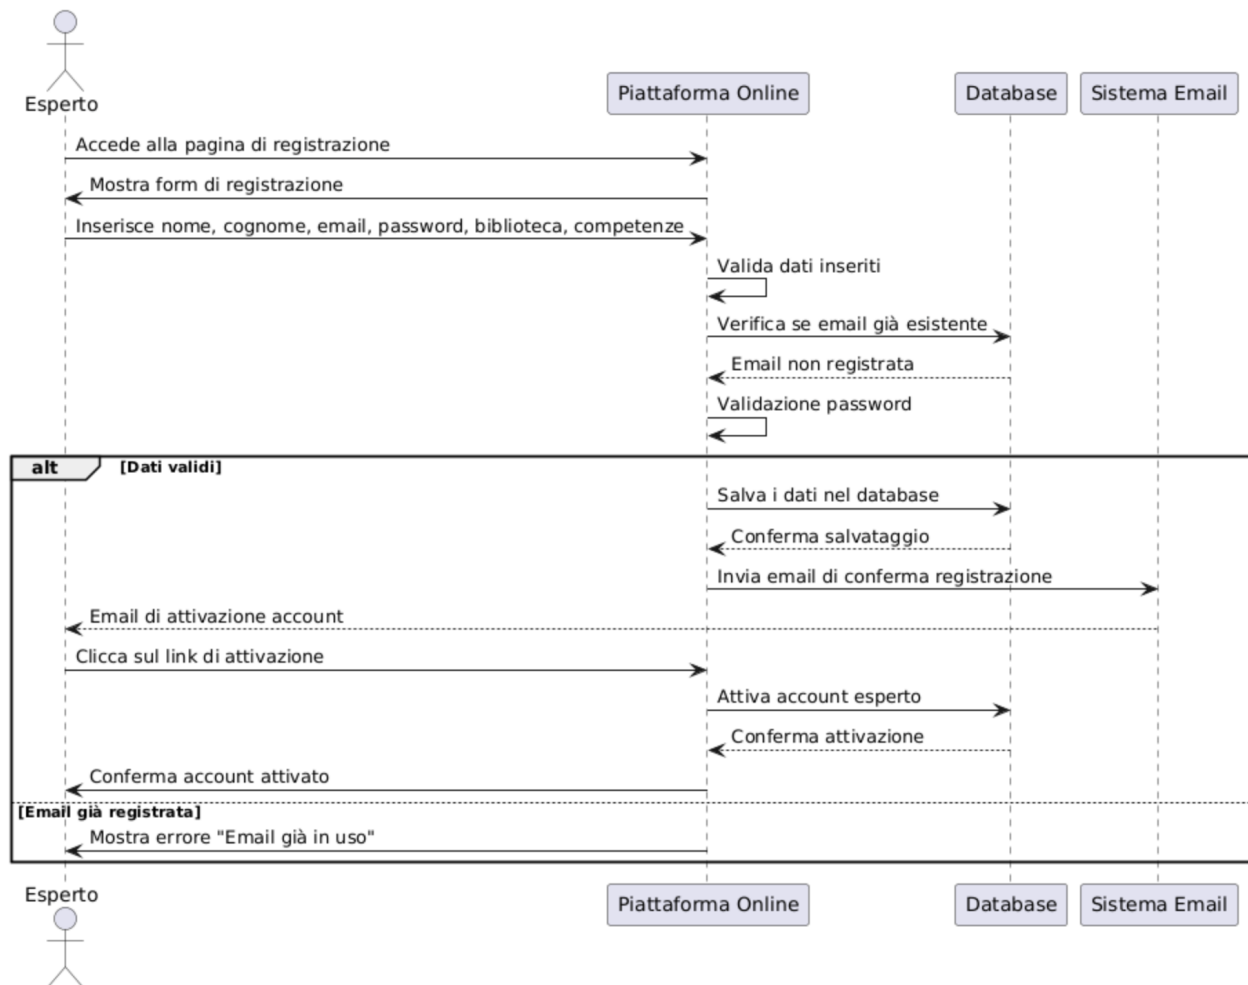 Esperto
Piattaforma Online
Database
Sistema Email
Accede alla pagina di registrazione
Mostra form di registrazione
Inserisce nome, cognome, email, password, biblioteca, competenze
Valida dati inseriti
Verifica se email già esistente
Email non registrata
Validazione password
alt
[Dati validi]
Salva i dati nel database
Conferma salvataggio
Invia email di conferma registrazione
Email di attivazione account
Clicca sul link di attivazione
Attiva account esperto
Conferma attivazione
Conferma account attivato
[Email già registrata]
Mostra errore "Email già in uso"
Esperto
Piattaforma Online
Database
Sistema Email